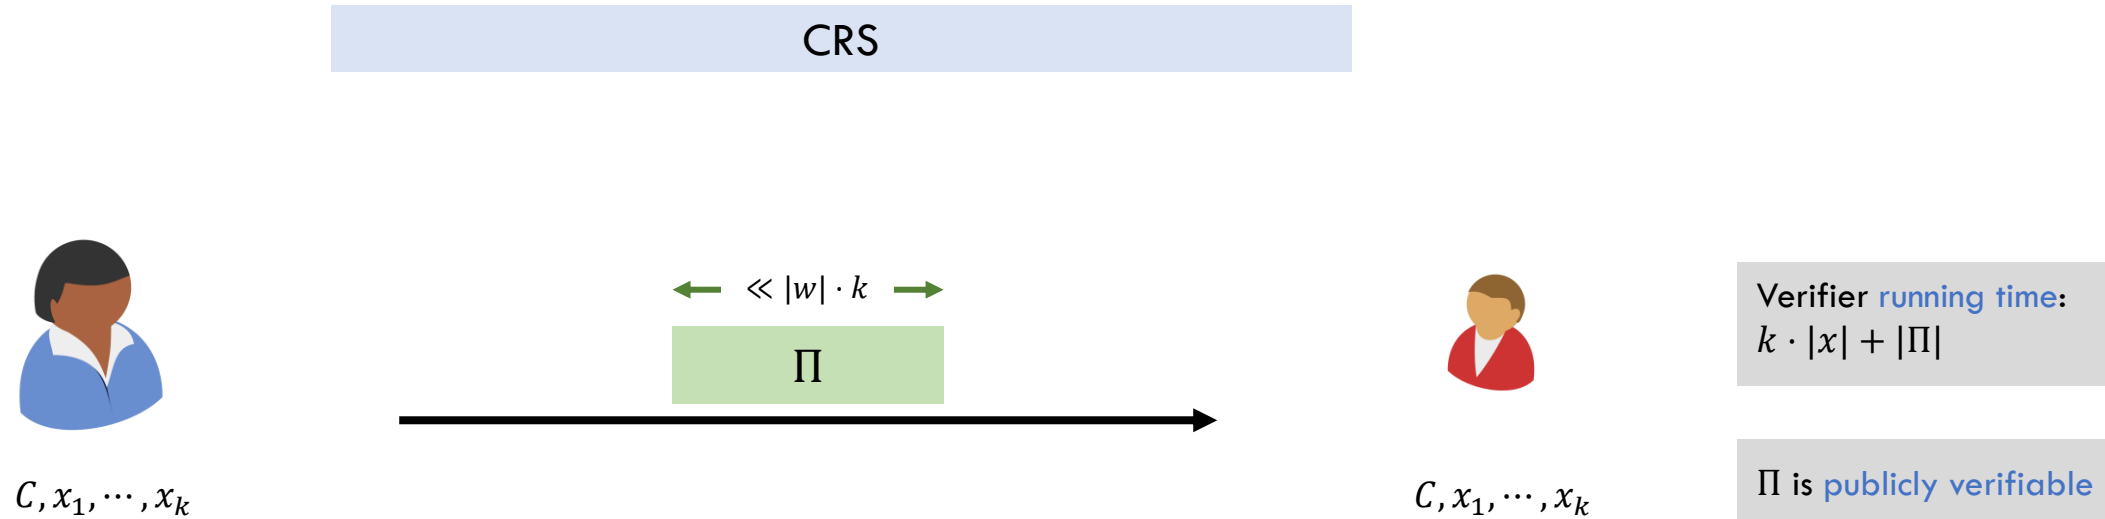 CRS
≪ |w| · k
Π
C, x₁, ⋯ , xₖ
C, x₁, ⋯ , xₖ
Verifier running time:
k · |x| + |Π|
Π is publicly verifiable